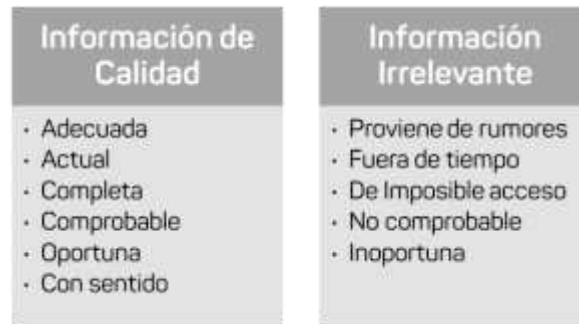 Información de
Calidad
· Adecuada
· Actual
· Completa
· Comprobable
· Oportuna
· Con sentido
Información
Irrelevante
· Proviene de rumores
· Fuera de tiempo
· De Imposible acceso
· No comprobable
· Inoportuna